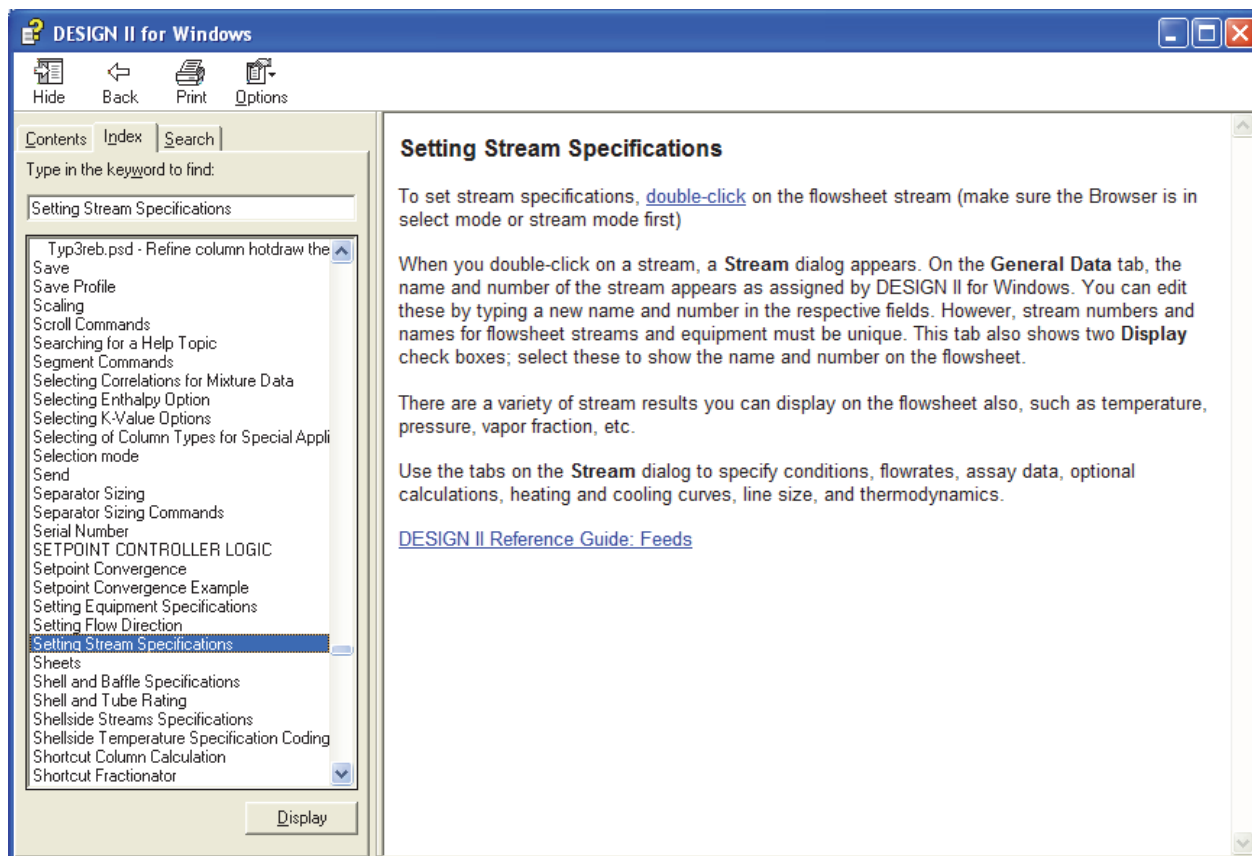 DESIGN II for Windows
Hide Back Print Options
Contents Index Search
Type in the keyword to find:
Setting Stream Specifications
Typ3reb.psd - Refine column hotdraw the
Save
Save Profile
Scaling
Scroll Commands
Searching for a Help Topic
Segment Commands
Selecting Correlations for Mixture Data
Selecting Enthalpy Option
Selecting K-Value Options
Selecting of Column Types for Special Appli
Selection mode
Send
Separator Sizing
Separator Sizing Commands
Serial Number
SETPOINT CONTROLLER LOGIC
Setpoint Convergence
Setpoint Convergence Example
Setting Equipment Specifications
Setting Flow Direction
Setting Stream Specifications
Sheets
Shell and Baffle Specifications
Shell and Tube Rating
Shellside Streams Specifications
Shellside Temperature Specification Coding
Shortcut Column Calculation
Shortcut Fractionator
Display
Setting Stream Specifications
To set stream specifications, double-click on the flowsheet stream (make sure the Browser is in
select mode or stream mode first)
When you double-click on a stream, a Stream dialog appears. On the General Data tab, the
name and number of the stream appears as assigned by DESIGN II for Windows. You can edit
these by typing a new name and number in the respective fields. However, stream numbers and
names for flowsheet streams and equipment must be unique. This tab also shows two Display
check boxes; select these to show the name and number on the flowsheet.
There are a variety of stream results you can display on the flowsheet also, such as temperature,
pressure, vapor fraction, etc.
Use the tabs on the Stream dialog to specify conditions, flowrates, assay data, optional
calculations, heating and cooling curves, line size, and thermodynamics.
DESIGN II Reference Guide: Feeds